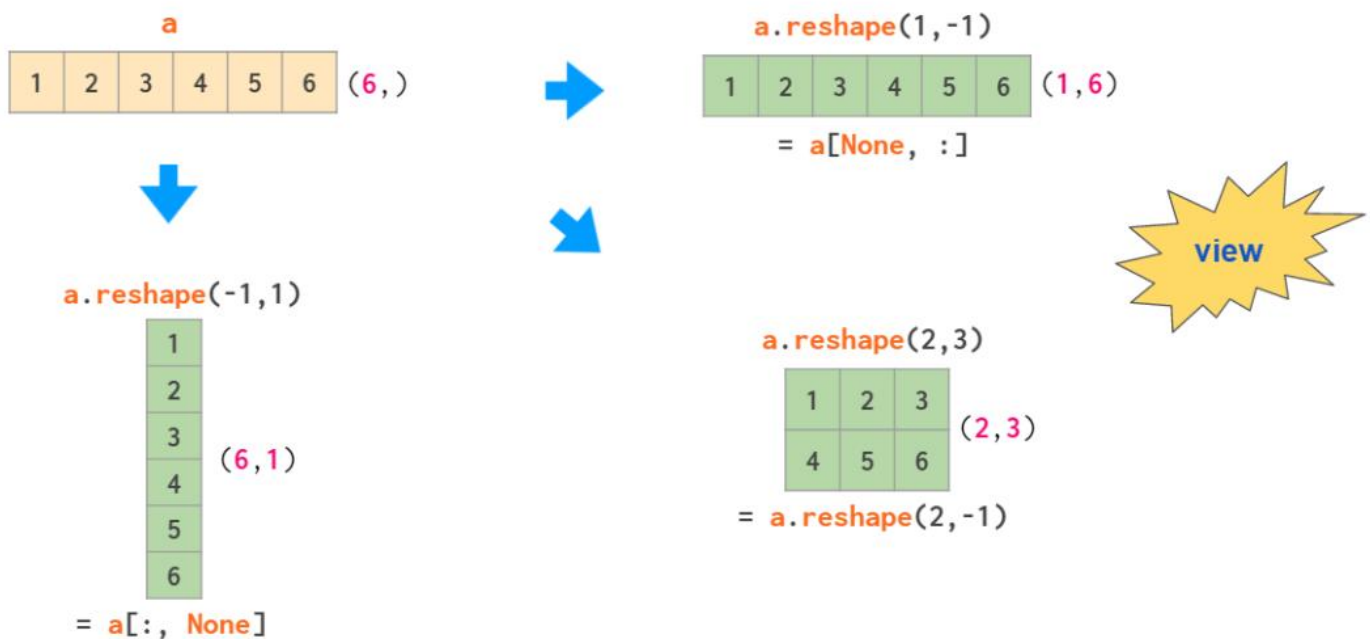 a
1 2 3 4 5 6 (6,)
a.reshape(1,-1)
1 2 3 4 5 6 (1,6)
= a[None, :]
view
a.reshape(-1,1)
1
2
3
4
5
6
(6,1)
= a[:, None]
a.reshape(2,3)
1 2 3
4 5 6
(2,3)
= a.reshape(2,-1)